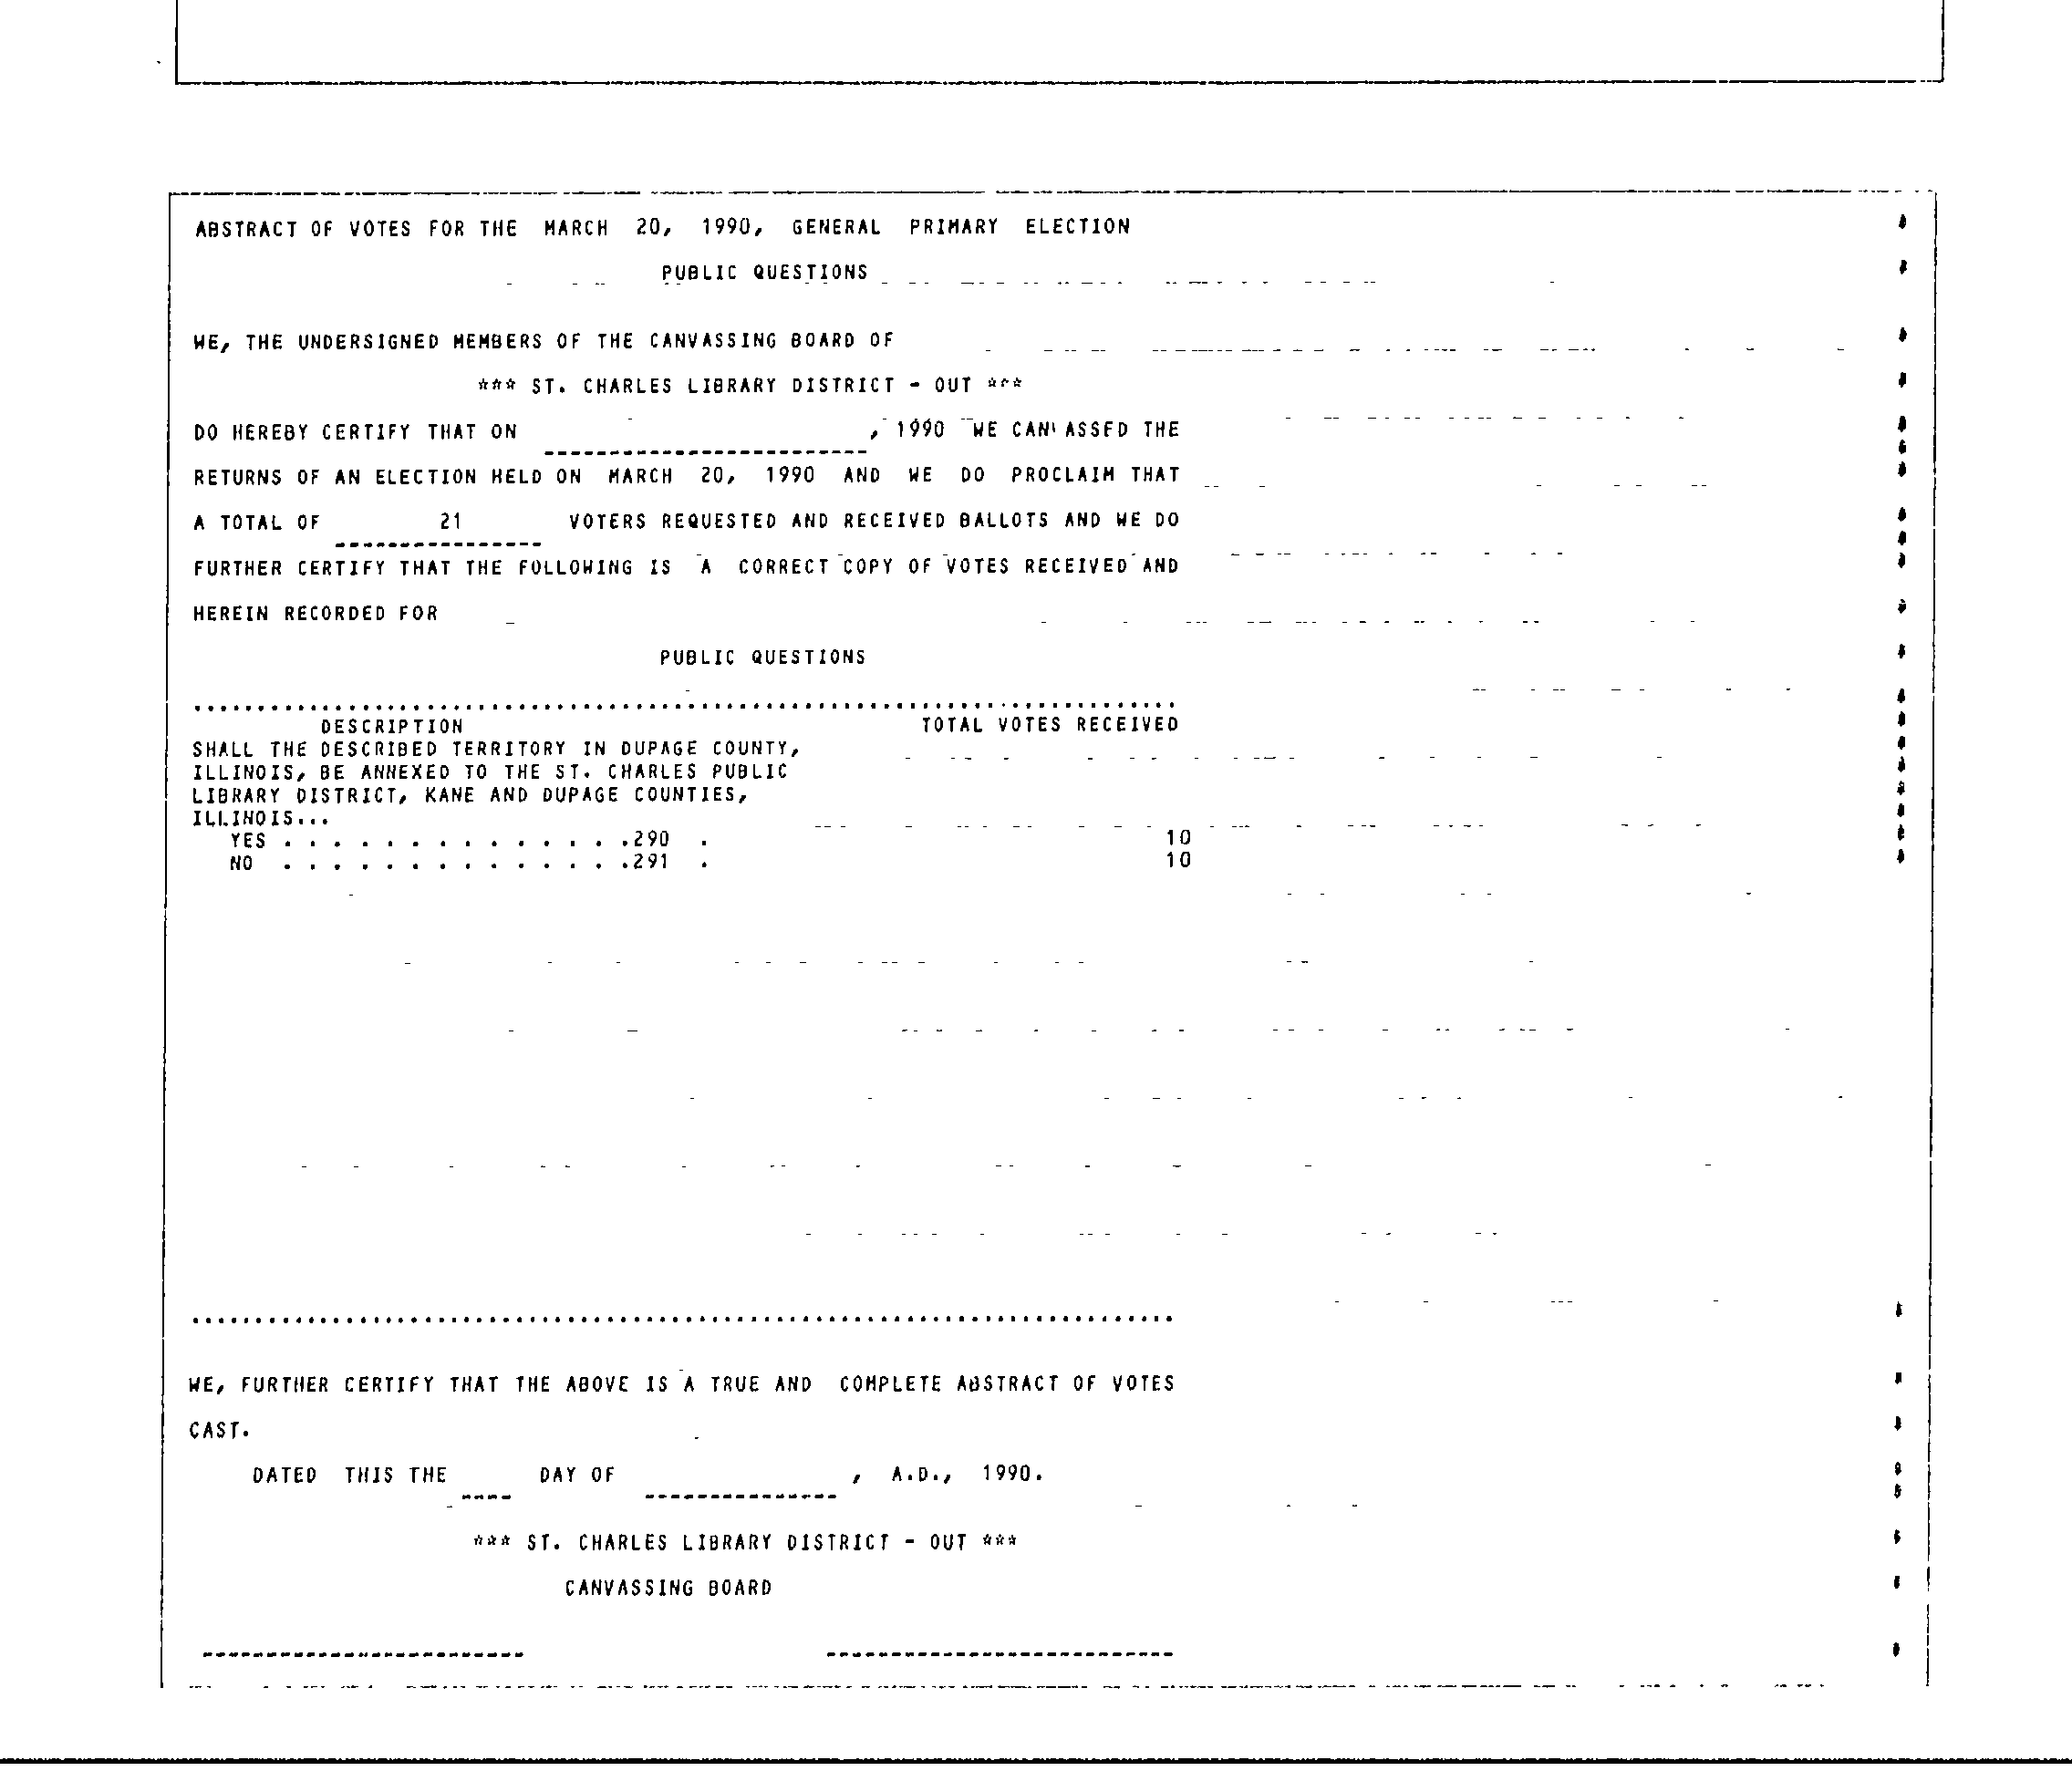 ABSTRACT OF VOTES FOR THE MARCH 20, 1990, GENERAL PRIMARY ELECTION
PUBLIC QUESTIONS
WE, THE UNDERSIGNED MEMBERS OF THE CANVASSING BOARD OF
*** ST. CHARLES LIBRARY DISTRICT - OUT ***
DO HEREBY CERTIFY THAT ON _________________________, 1990 WE CANVASSED THE
RETURNS OF AN ELECTION HELD ON MARCH 20, 1990 AND WE DO PROCLAIM THAT
A TOTAL OF 21 VOTERS REQUESTED AND RECEIVED BALLOTS AND WE DO
FURTHER CERTIFY THAT THE FOLLOWING IS A CORRECT COPY OF VOTES RECEIVED AND
HEREIN RECORDED FOR
PUBLIC QUESTIONS
DESCRIPTION TOTAL VOTES RECEIVED
SHALL THE DESCRIBED TERRITORY IN DUPAGE COUNTY,
ILLINOIS, BE ANNEXED TO THE ST. CHARLES PUBLIC
LIBRARY DISTRICT, KANE AND DUPAGE COUNTIES,
ILLINOIS...
YES . . . . . . . . . . . . . .290 . 10
NO . . . . . . . . . . . . . .291 . 10
WE, FURTHER CERTIFY THAT THE ABOVE IS A TRUE AND COMPLETE ABSTRACT OF VOTES
CAST.
DATED THIS THE ____ DAY OF _______________, A.D., 1990.
*** ST. CHARLES LIBRARY DISTRICT - OUT ***
CANVASSING BOARD